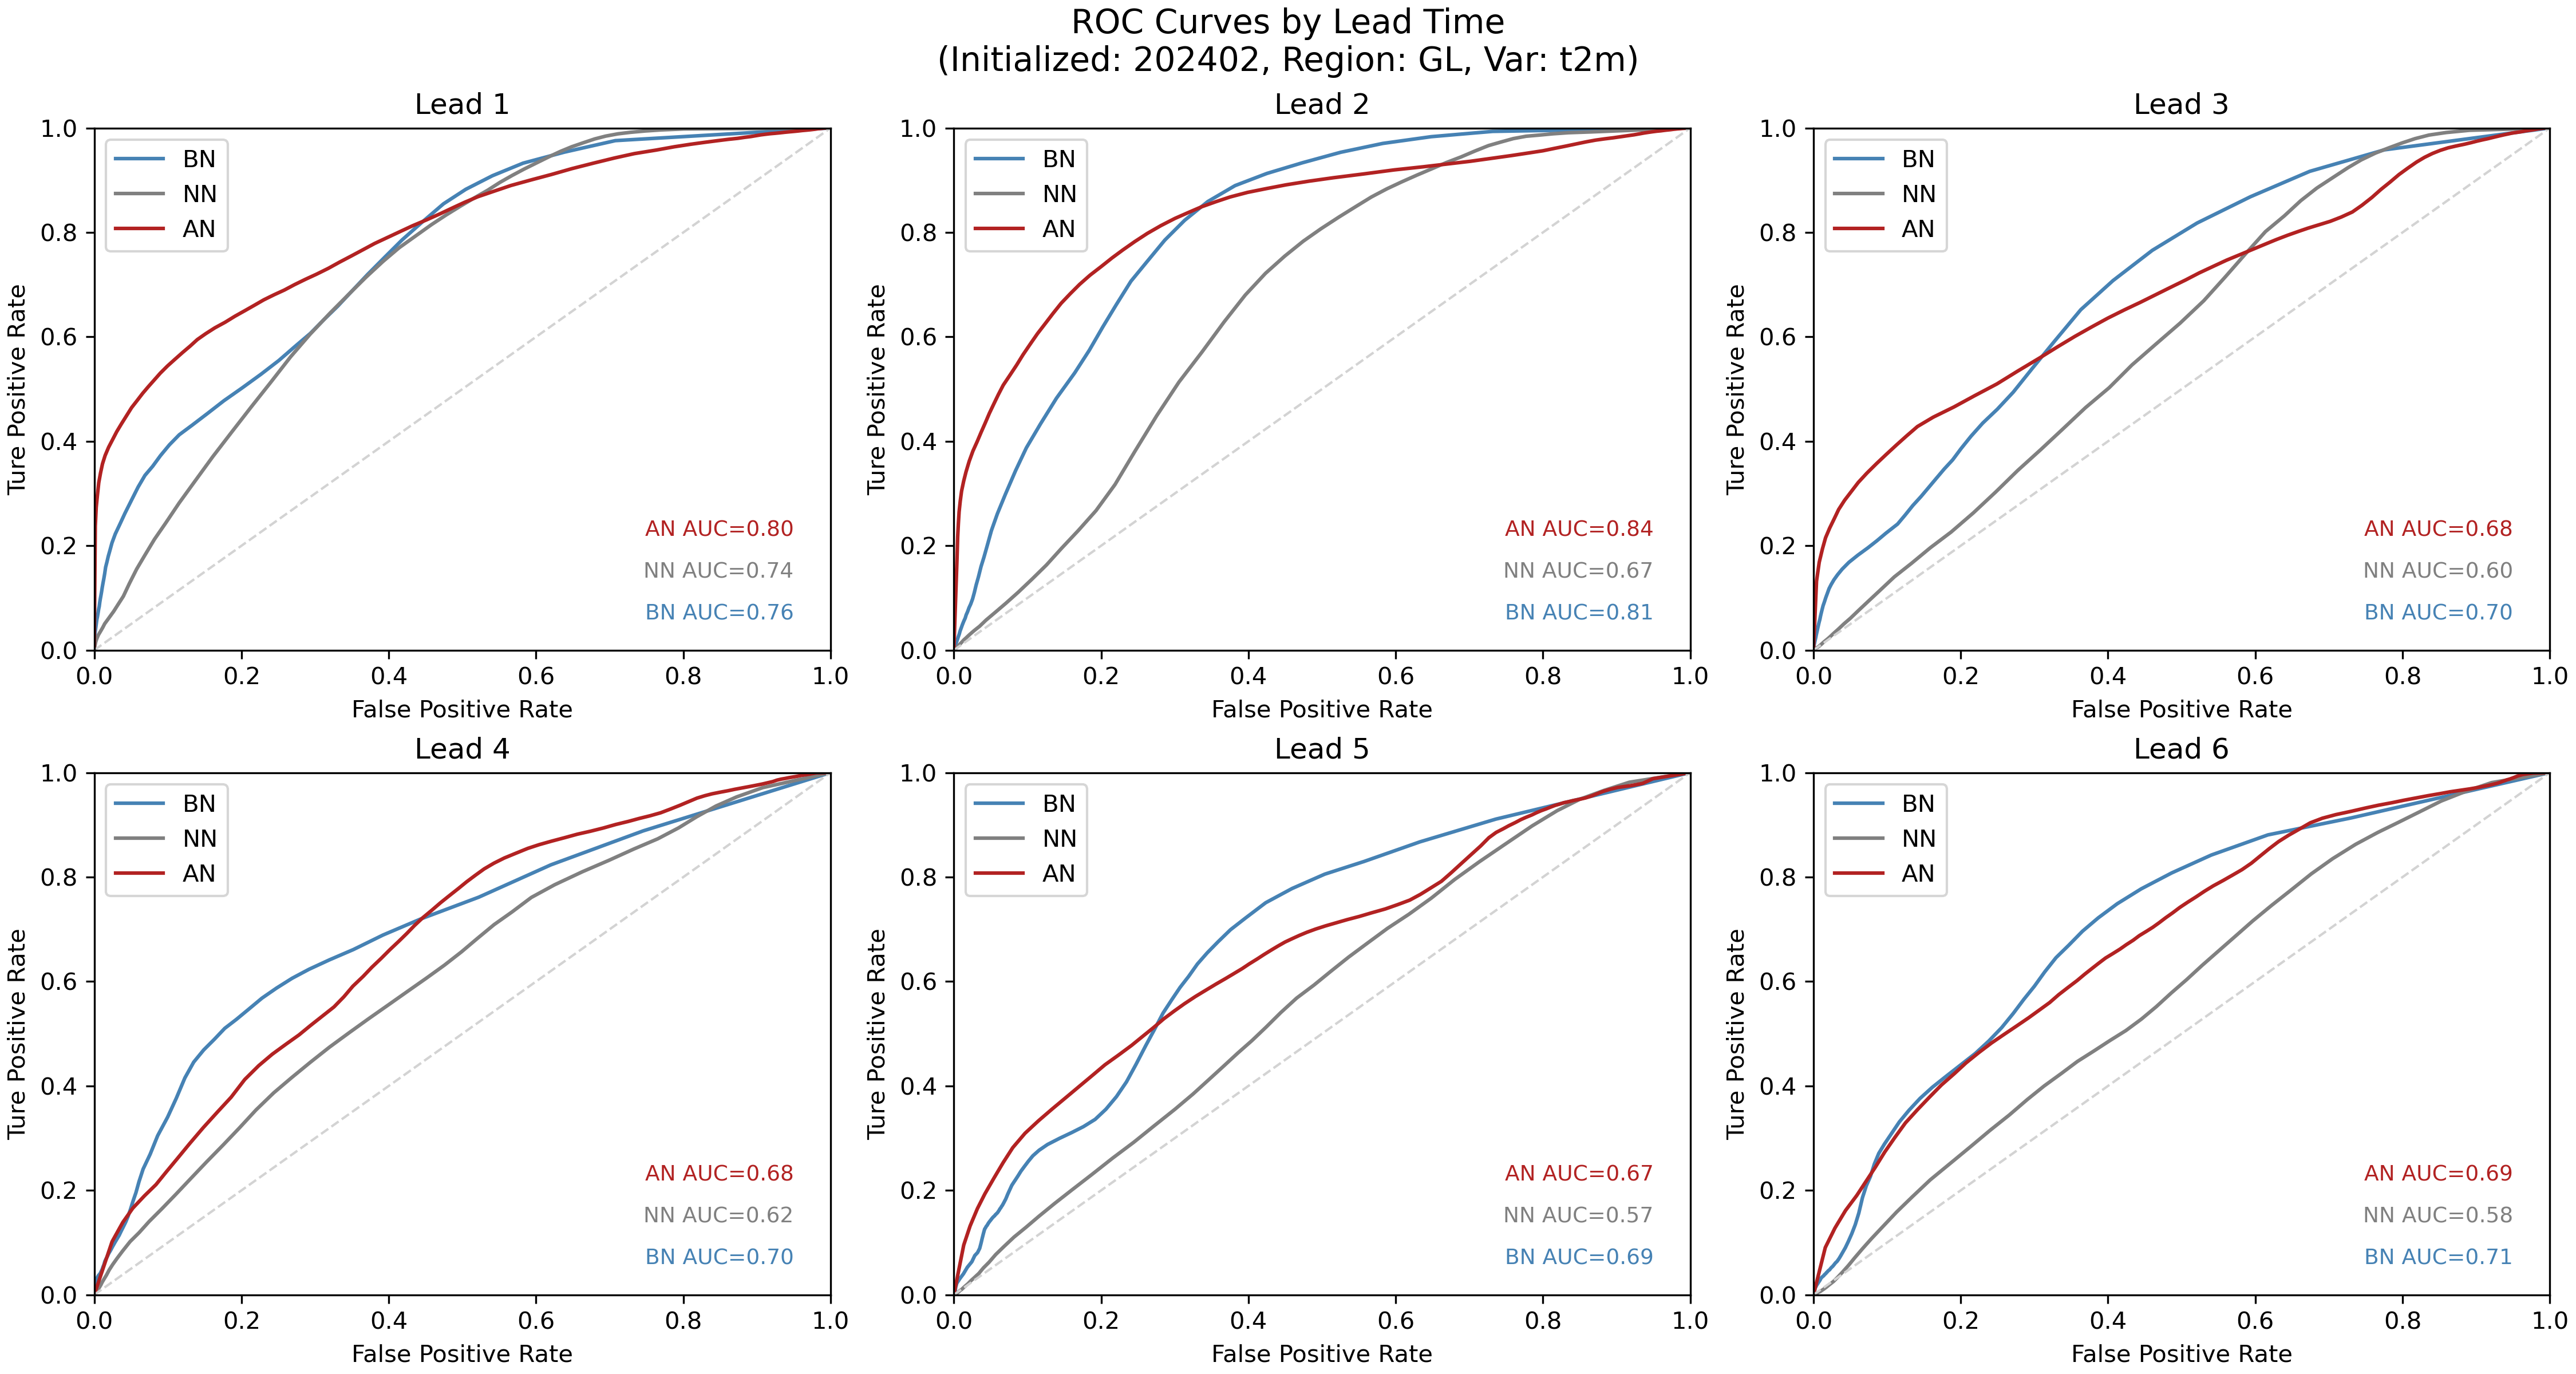 ROC Curves by Lead Time
(Initialized: 202402, Region: GL, Var: t2m)
Lead 1
1.0
0.8
0.6
0.4
0.2
0.0
Ture Positive Rate
BN
NN
AN
AN AUC=0.80
NN AUC=0.74
BN AUC=0.76
0.0 0.2 0.4 0.6 0.8 1.0
False Positive Rate
Lead 2
1.0
0.8
0.6
0.4
0.2
0.0
Ture Positive Rate
BN
NN
AN
AN AUC=0.84
NN AUC=0.67
BN AUC=0.81
0.0 0.2 0.4 0.6 0.8 1.0
False Positive Rate
Lead 3
1.0
0.8
0.6
0.4
0.2
0.0
Ture Positive Rate
BN
NN
AN
AN AUC=0.68
NN AUC=0.60
BN AUC=0.70
0.0 0.2 0.4 0.6 0.8 1.0
False Positive Rate
Lead 4
1.0
0.8
0.6
0.4
0.2
0.0
Ture Positive Rate
BN
NN
AN
AN AUC=0.68
NN AUC=0.62
BN AUC=0.70
0.0 0.2 0.4 0.6 0.8 1.0
False Positive Rate
Lead 5
1.0
0.8
0.6
0.4
0.2
0.0
Ture Positive Rate
BN
NN
AN
AN AUC=0.67
NN AUC=0.57
BN AUC=0.69
0.0 0.2 0.4 0.6 0.8 1.0
False Positive Rate
Lead 6
1.0
0.8
0.6
0.4
0.2
0.0
Ture Positive Rate
BN
NN
AN
AN AUC=0.69
NN AUC=0.58
BN AUC=0.71
0.0 0.2 0.4 0.6 0.8 1.0
False Positive Rate